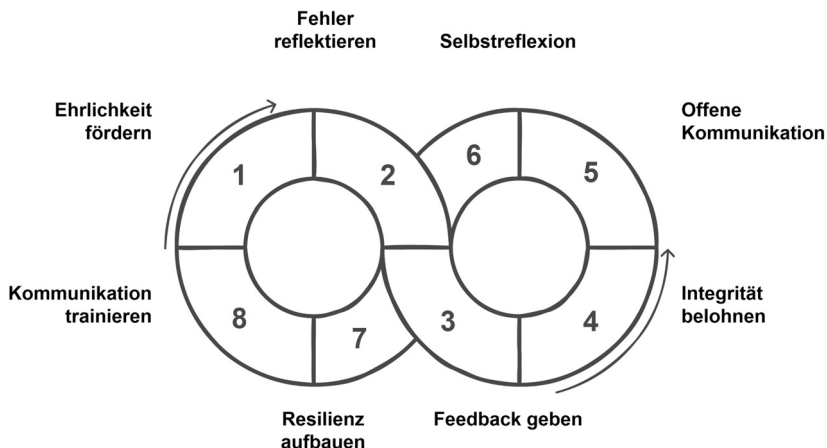 Fehler
reflektieren
Selbstreflexion
Ehrlichkeit
fördern
Offene
Kommunikation
1
2
6
5
Kommunikation
trainieren
8
7
3
4
Integrität
belohnen
Resilienz
aufbauen
Feedback geben